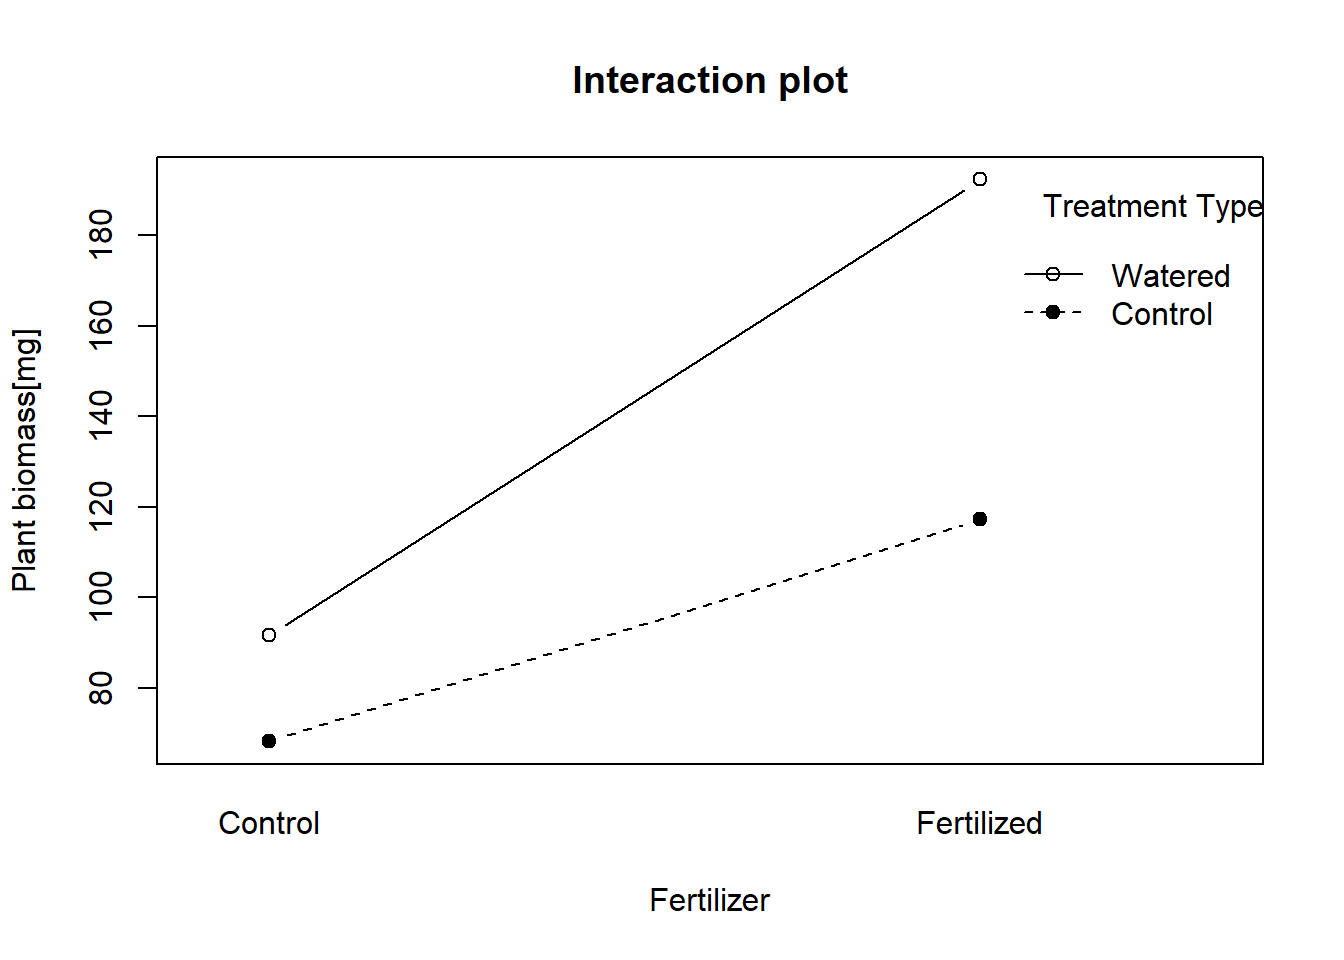 Interaction plot
Treatment Type
Watered
Control
180
160
140
120
100
80
Plant biomass[mg]
Control
Fertilized
Fertilizer